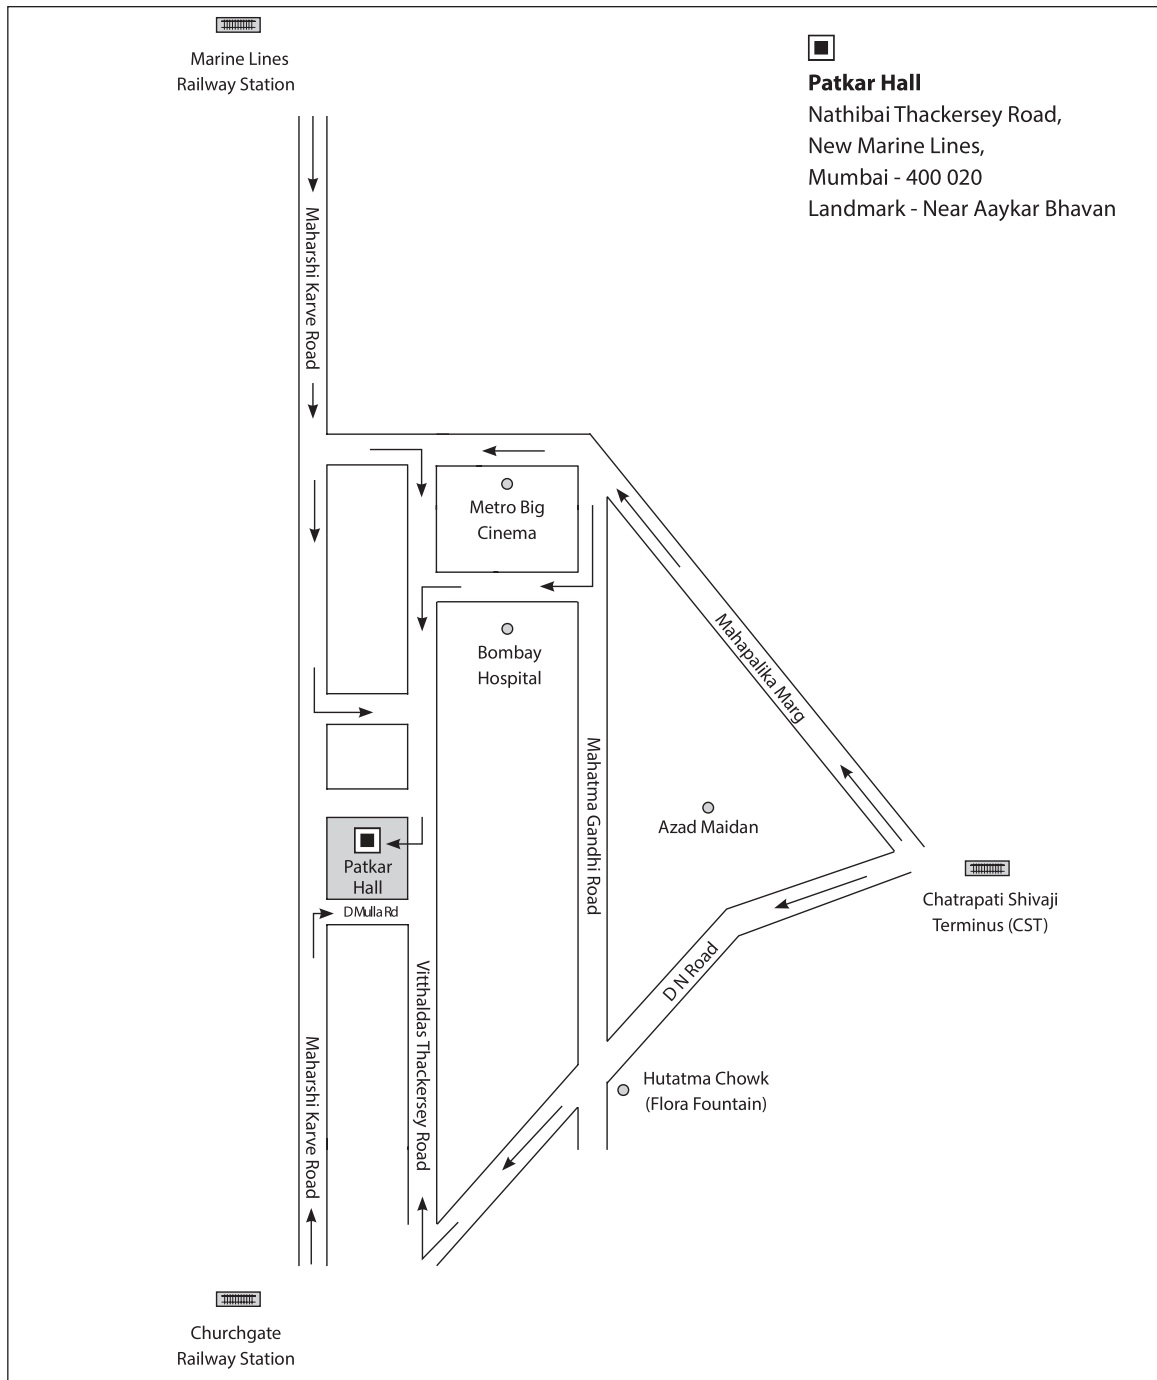 Marine Lines
Railway Station
Patkar Hall
Nathibai Thackersey Road,
New Marine Lines,
Mumbai - 400 020
Landmark - Near Aaykar Bhavan
Maharshi Karve Road
Metro Big
Cinema
Bombay
Hospital
Mahapalika Marg
Mahatma Gandhi Road
Azad Maidan
Patkar
Hall
D Mulla Rd
Chatrapati Shivaji
Terminus (CST)
D N Road
Vitthaldas Thackersey Road
Maharshi Karve Road
Hutatma Chowk
(Flora Fountain)
Churchgate
Railway Station